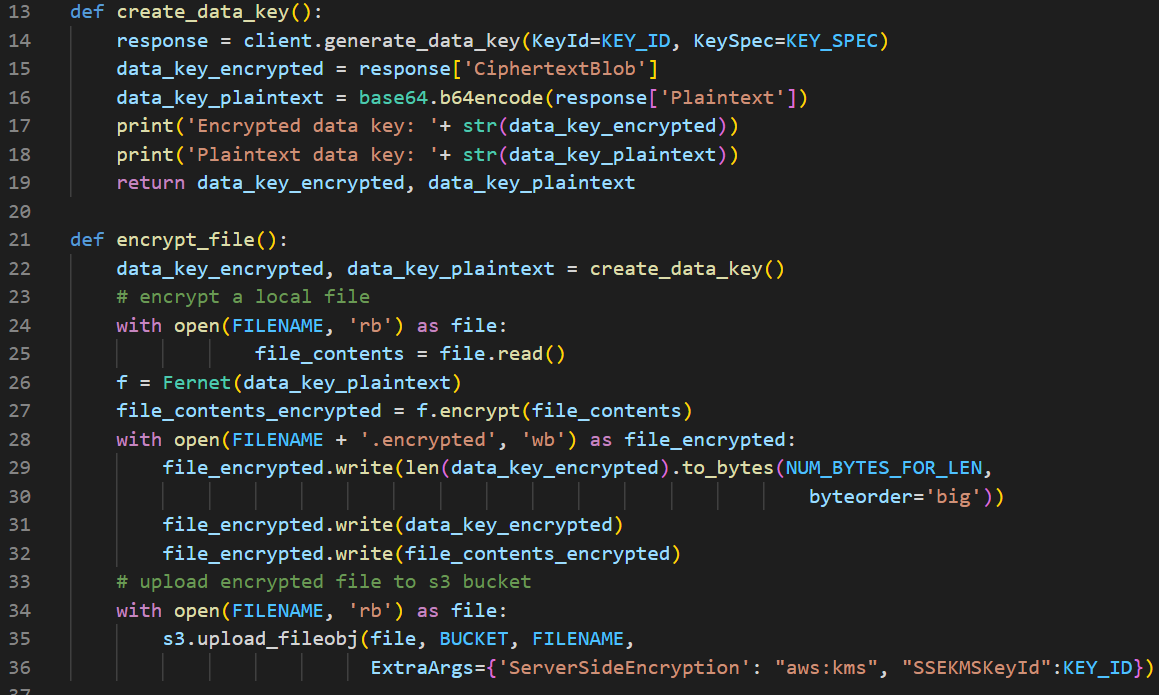 13 def create_data_key():
14     response = client.generate_data_key(KeyId=KEY_ID, KeySpec=KEY_SPEC)
15     data_key_encrypted = response['CiphertextBlob']
16     data_key_plaintext = base64.b64encode(response['Plaintext'])
17     print('Encrypted data key: '+ str(data_key_encrypted))
18     print('Plaintext data key: '+ str(data_key_plaintext))
19     return data_key_encrypted, data_key_plaintext
20
21 def encrypt_file():
22     data_key_encrypted, data_key_plaintext = create_data_key()
23     # encrypt a local file
24     with open(FILENAME, 'rb') as file:
25                 file_contents = file.read()
26     f = Fernet(data_key_plaintext)
27     file_contents_encrypted = f.encrypt(file_contents)
28     with open(FILENAME + '.encrypted', 'wb') as file_encrypted:
29         file_encrypted.write(len(data_key_encrypted).to_bytes(NUM_BYTES_FOR_LEN,
30                                                                 byteorder='big'))
31         file_encrypted.write(data_key_encrypted)
32         file_encrypted.write(file_contents_encrypted)
33     # upload encrypted file to s3 bucket
34     with open(FILENAME, 'rb') as file:
35         s3.upload_fileobj(file, BUCKET, FILENAME,
36                           ExtraArgs={'ServerSideEncryption': "aws:kms", "SSEKMSKeyId":KEY_ID})